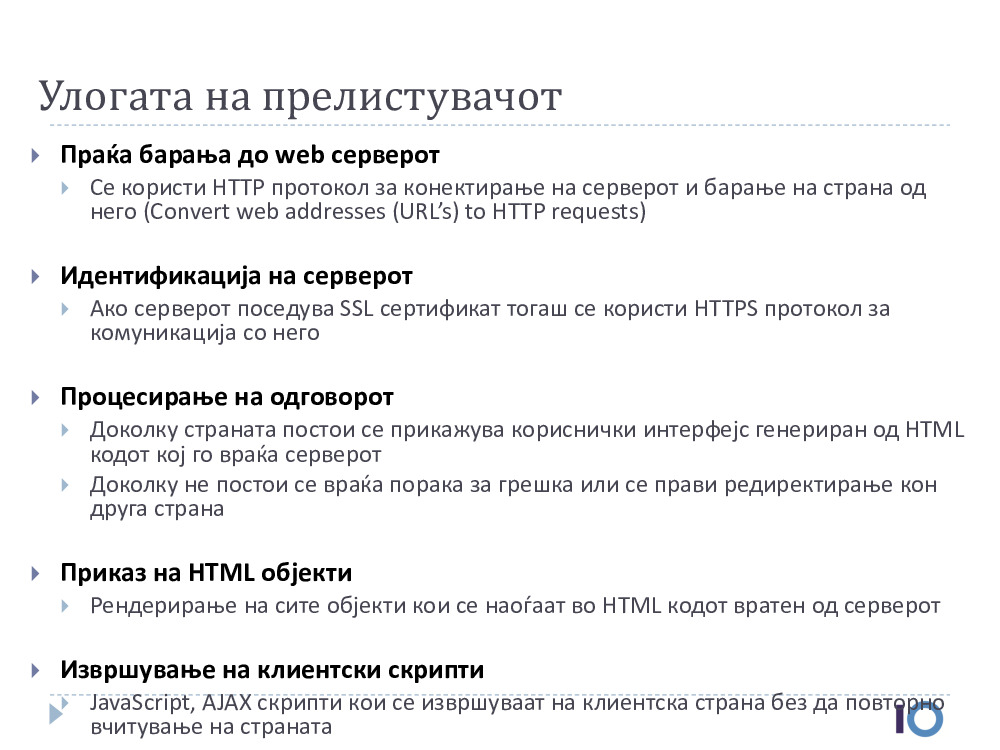 Улогата на прелистувачот
Праќа барања до web серверот
Се користи HTTP протокол за конектирање на серверот и барање на страна од
него (Convert web addresses (URL’s) to HTTP requests)
Идентификација на серверот
Ако серверот поседува SSL сертификат тогаш се користи HTTPS протокол за
комуникација со него
Процесирање на одговорот
Доколку страната постои се прикажува кориснички интерфејс генериран од HTML
кодот кој го враќа серверот
Доколку не постои се враќа порака за грешка или се прави редиректирање кон
друга страна
Приказ на HTML објекти
Рендерирање на сите објекти кои се наоѓаат во HTML кодот вратен од серверот
Извршување на клиентски скрипти
JavaScript, AJAX скрипти кои се извршуваат на клиентска страна без да повторно
вчитување на страната